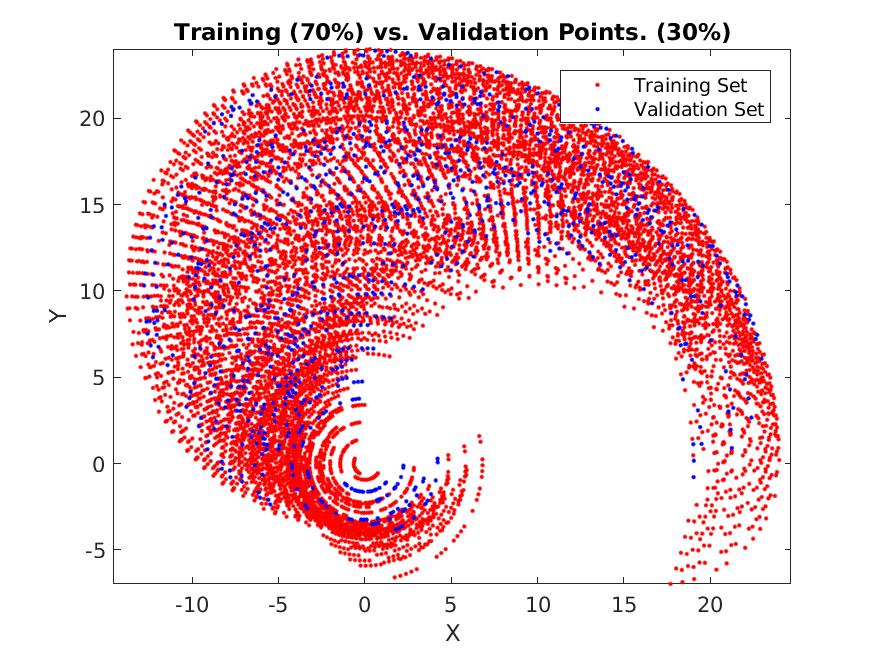 Training (70%) vs. Validation Points. (30%)
Training Set
Validation Set
20
15
10
5
0
-5
Y
-10 -5 0 5 10 15 20
X